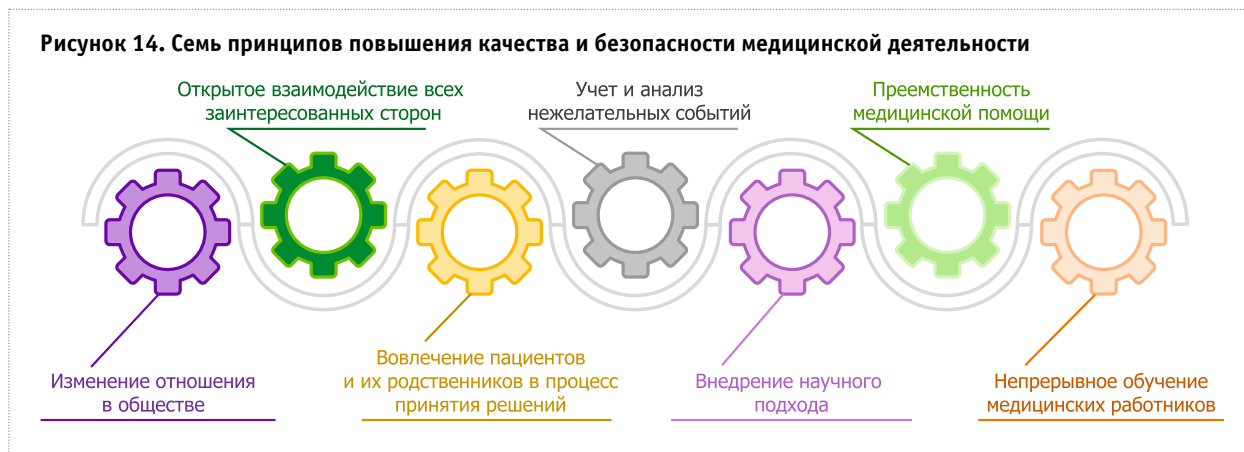 Рисунок 14. Семь принципов повышения качества и безопасности медицинской деятельности
Открытое взаимодействие всех
заинтересованных сторон
Учет и анализ
нежелательных событий
Преемственность
медицинской помощи
Изменение отношения
в обществе
Вовлечение пациентов
и их родственников в процесс
принятия решений
Внедрение научного
подхода
Непрерывное обучение
медицинских работников